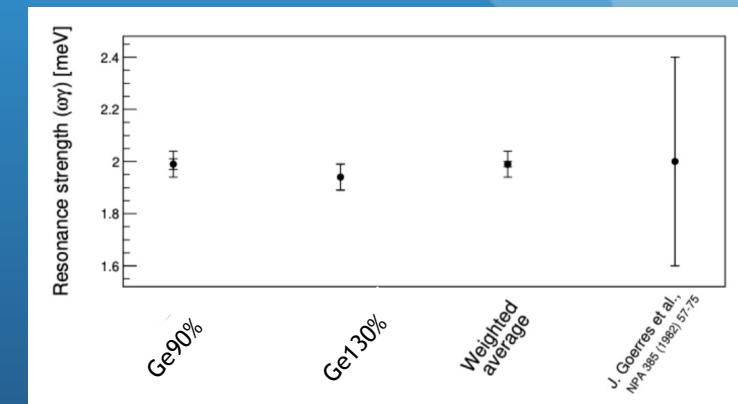 Resonance strength (ωγ) [meV]
2.4
2.2
2
1.8
1.6
Ge90%
Ge130%
Weighted
average
J. Goerres et al.,
NPA 385 (1982) 57-75